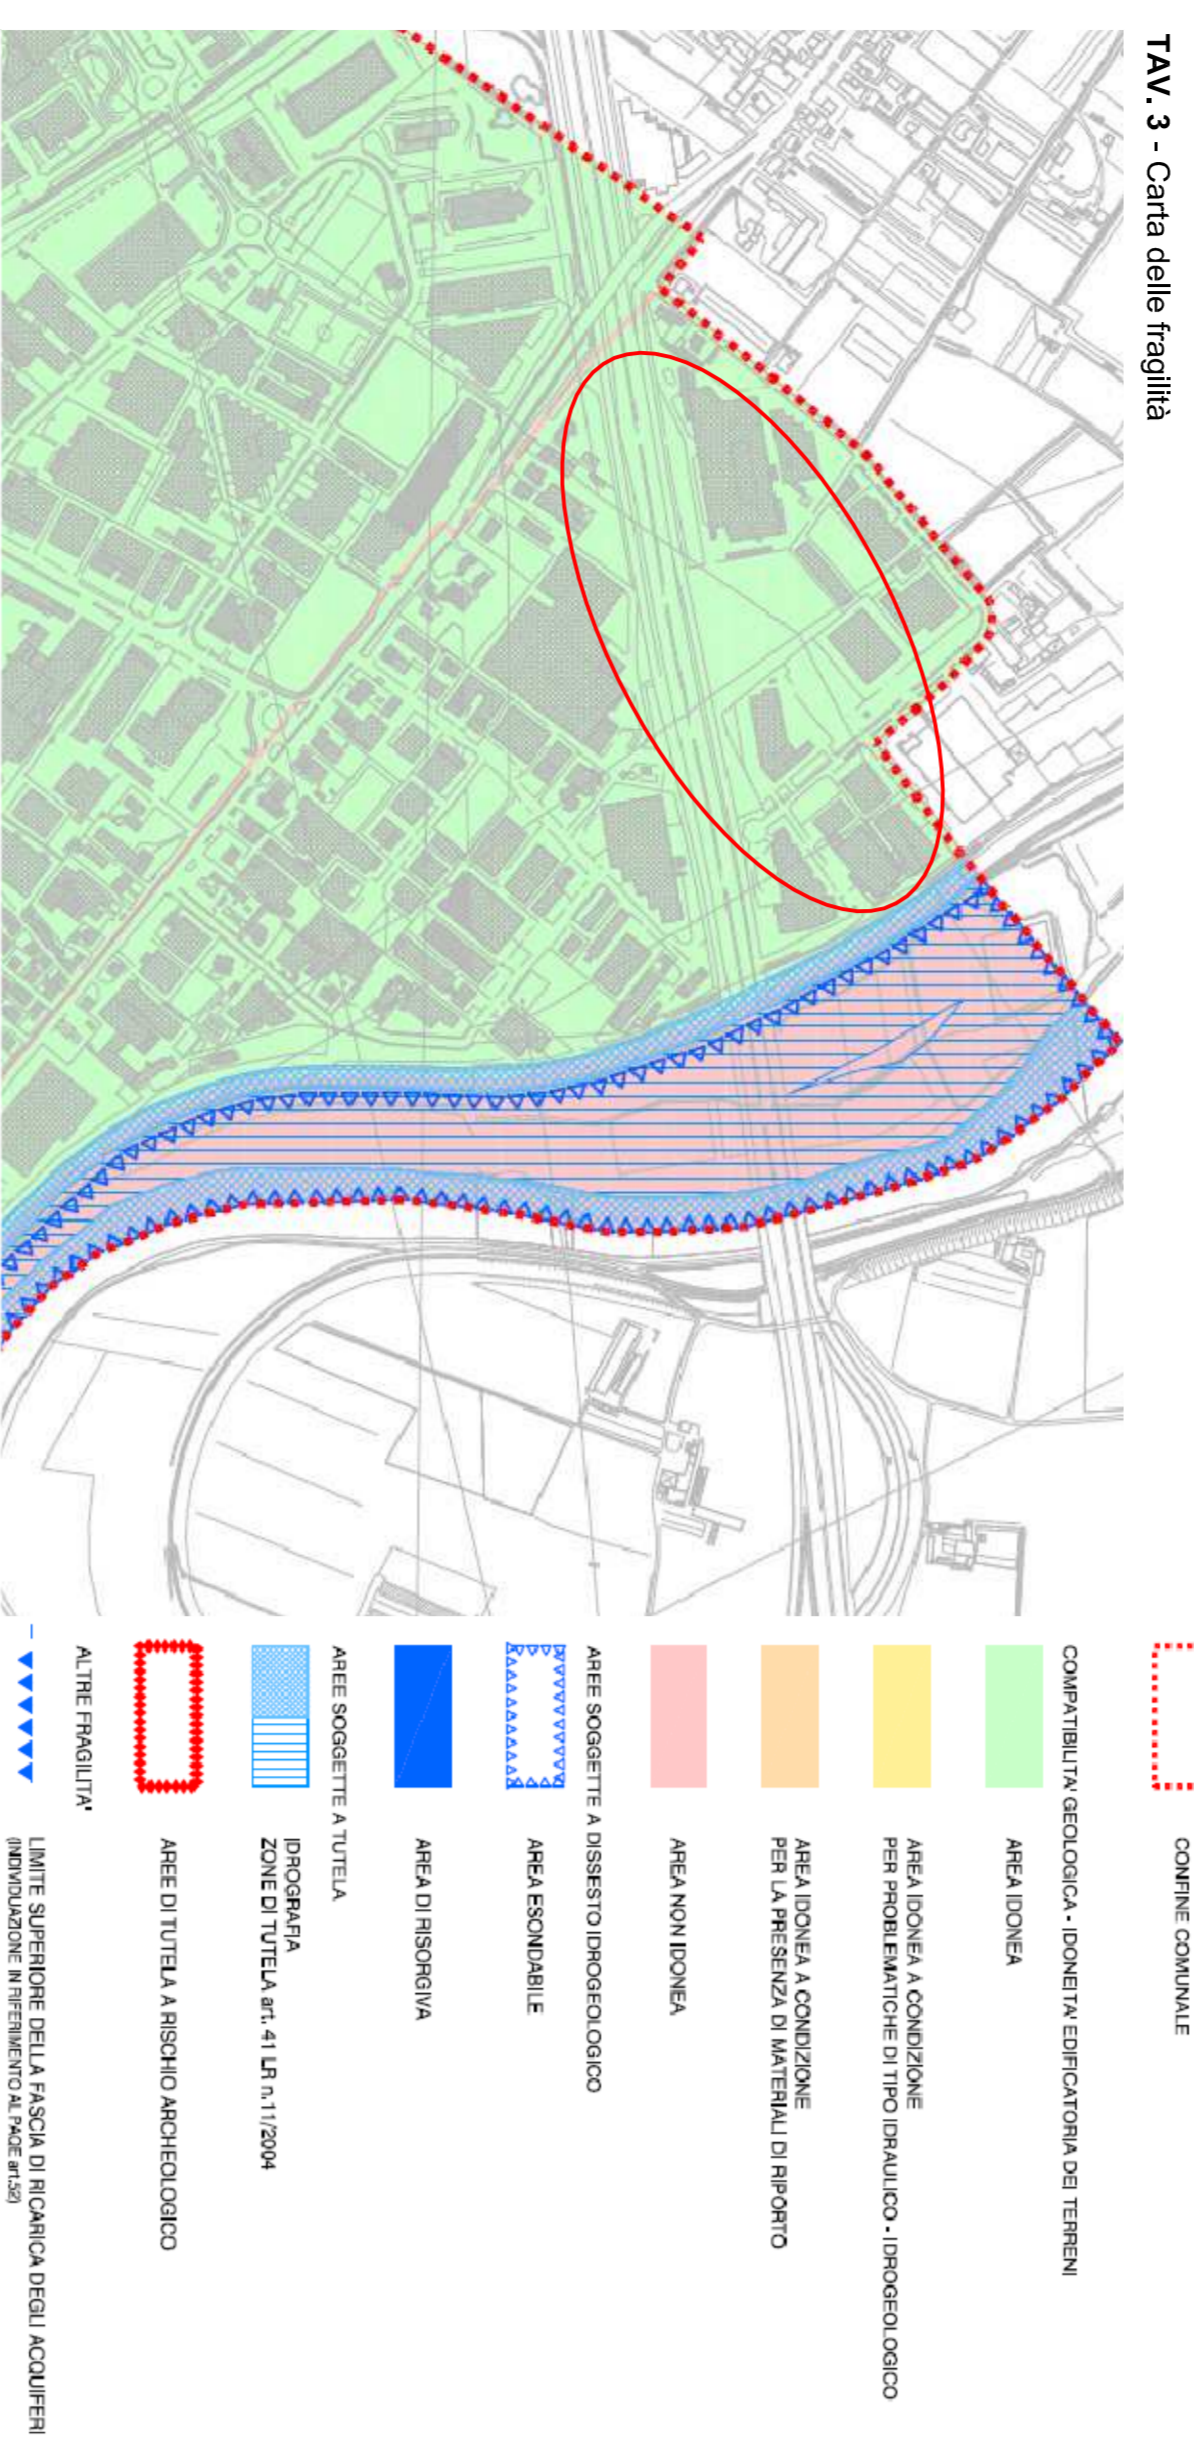 TAV. 3 - Carta delle fragilità
CONFINE COMUNALE
COMPATIBILITA' GEOLOGICA - IDONEITA' EDIFICATORIA DEI TERRENI
AREA IDONEA
AREA IDONEA A CONDIZIONE
PER PROBLEMATICHE DI TIPO IDRAULICO - IDROGEOLOGICO
AREA IDONEA A CONDIZIONE
PER LA PRESENZA DI MATERIALI DI RIPORTO
AREA NON IDONEA
AREE SOGGETTE A DISSESTO IDROGEOLOGICO
AREA ESONDABILE
AREA DI RISORGIVA
AREE SOGGETTE A TUTELA
IDROGRAFIA
ZONE DI TUTELA art. 41 LR n.11/2004
AREE DI TUTELA A RISCHIO ARCHEOLOGICO
ALTRE FRAGILITA'
LIMITE SUPERIORE DELLA FASCIA DI RICARICA DEGLI ACQUIFERI
(INDIVIDUAZIONE IN RIFERIMENTO AL PAQE art.52)